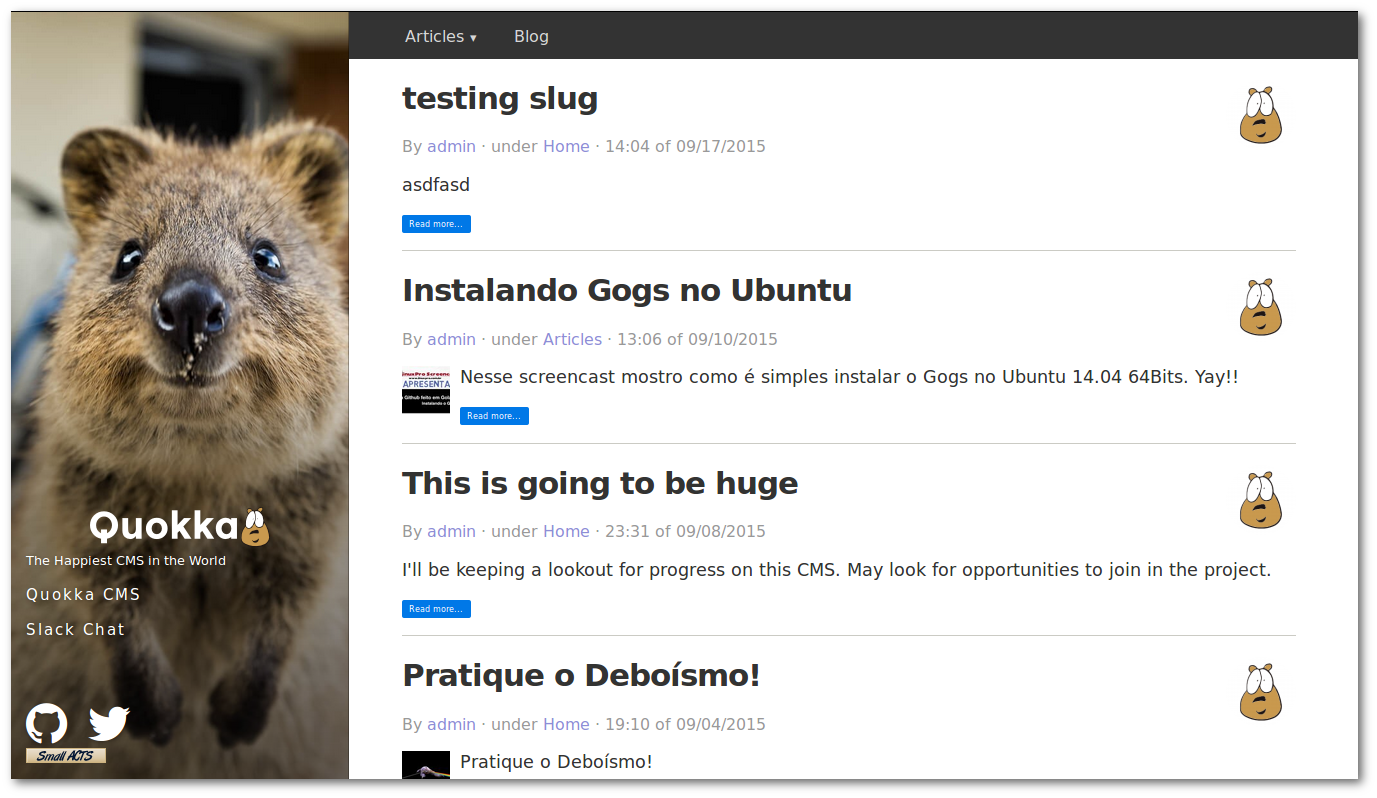 Articles ▾ Blog
testing slug
By admin · under Home · 14:04 of 09/17/2015
asdfasd
Read more...
Instalando Gogs no Ubuntu
By admin · under Articles · 13:06 of 09/10/2015
APRESENTA
Nesse screencast mostro como é simples instalar o Gogs no Ubuntu 14.04 64Bits. Yay!!
Read more...
This is going to be huge
By admin · under Home · 23:31 of 09/08/2015
I'll be keeping a lookout for progress on this CMS. May look for opportunities to join in the project.
Read more...
Pratique o Deboísmo!
By admin · under Home · 19:10 of 09/04/2015
Pratique o Deboísmo!
Quokka
The Happiest CMS in the World
Quokka CMS
Slack Chat
Small ACTS